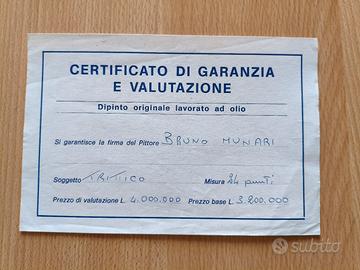 CERTIFICATO DI GARANZIA
E VALUTAZIONE
Dipinto originale lavorato ad olio
Si garantisce la firma del Pittore BRUNO MUNARI
Soggetto TRITTICO Misura 24 punti
Prezzo di valutazione L. 4.000.000 Prezzo base L. 3.200.000
subito